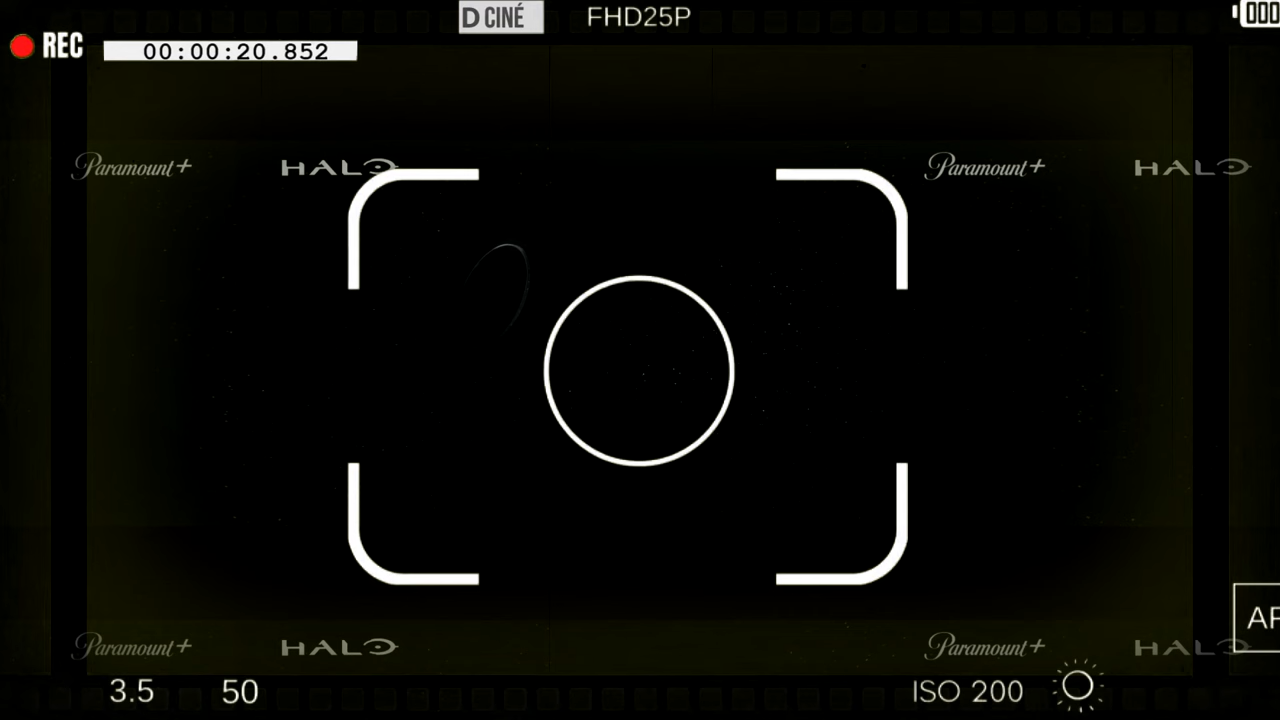 D CINÉ
FHD25P
REC
00:00:20.852
Paramount+
HALO
Paramount+
HALO
AF
Paramount+
HALO
Paramount+
HALO
3.5
50
ISO 200